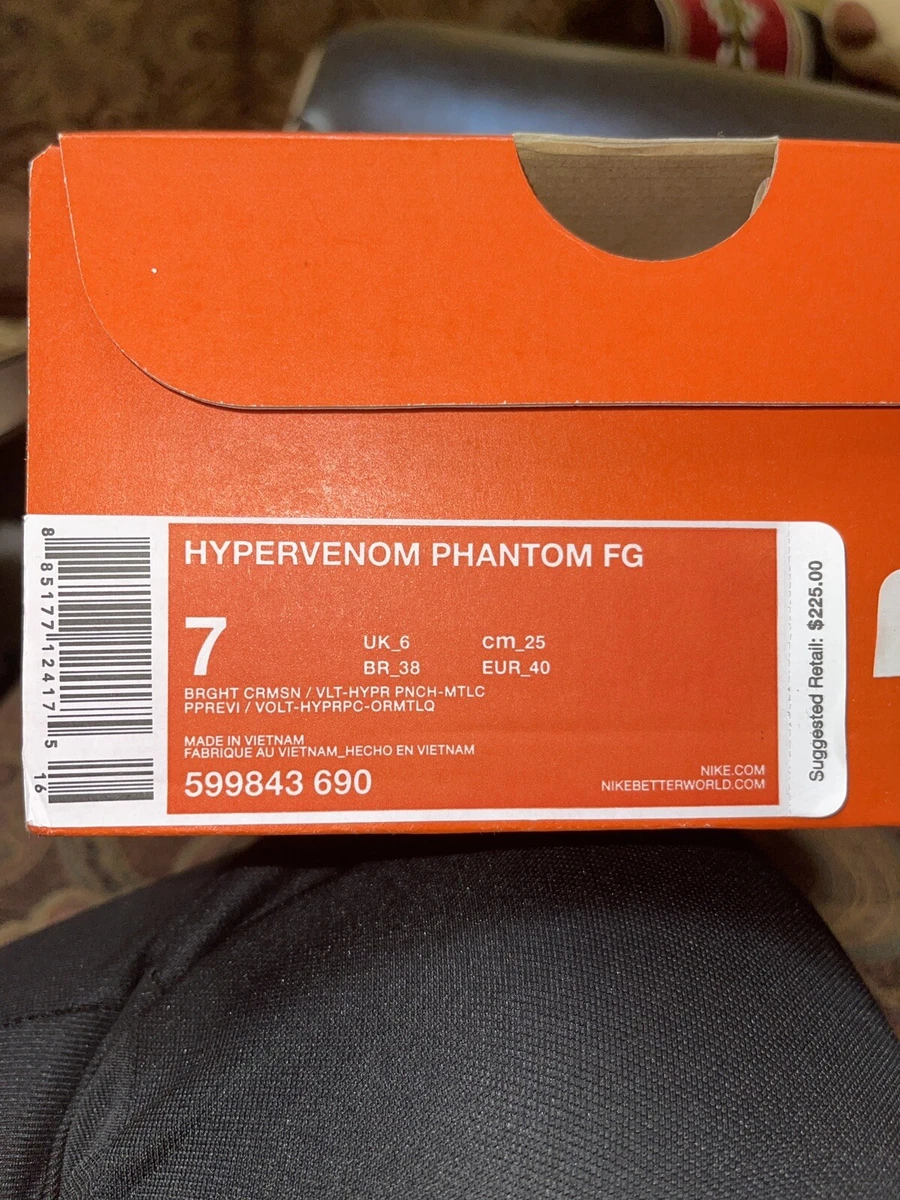 HYPERVENOM PHANTOM FG
7
UK_6 cm_25
BR_38 EUR_40
BRGHT CRMSN / VLT-HYPR PNCH-MTLC
PPREVI / VOLT-HYPRPC-ORMTLQ
MADE IN VIETNAM
FABRIQUE AU VIETNAM_HECHO EN VIETNAM
599843 690
NIKE.COM
NIKEBETTERWORLD.COM
Suggested Retail: $225.00
8 85177 12417 5 16